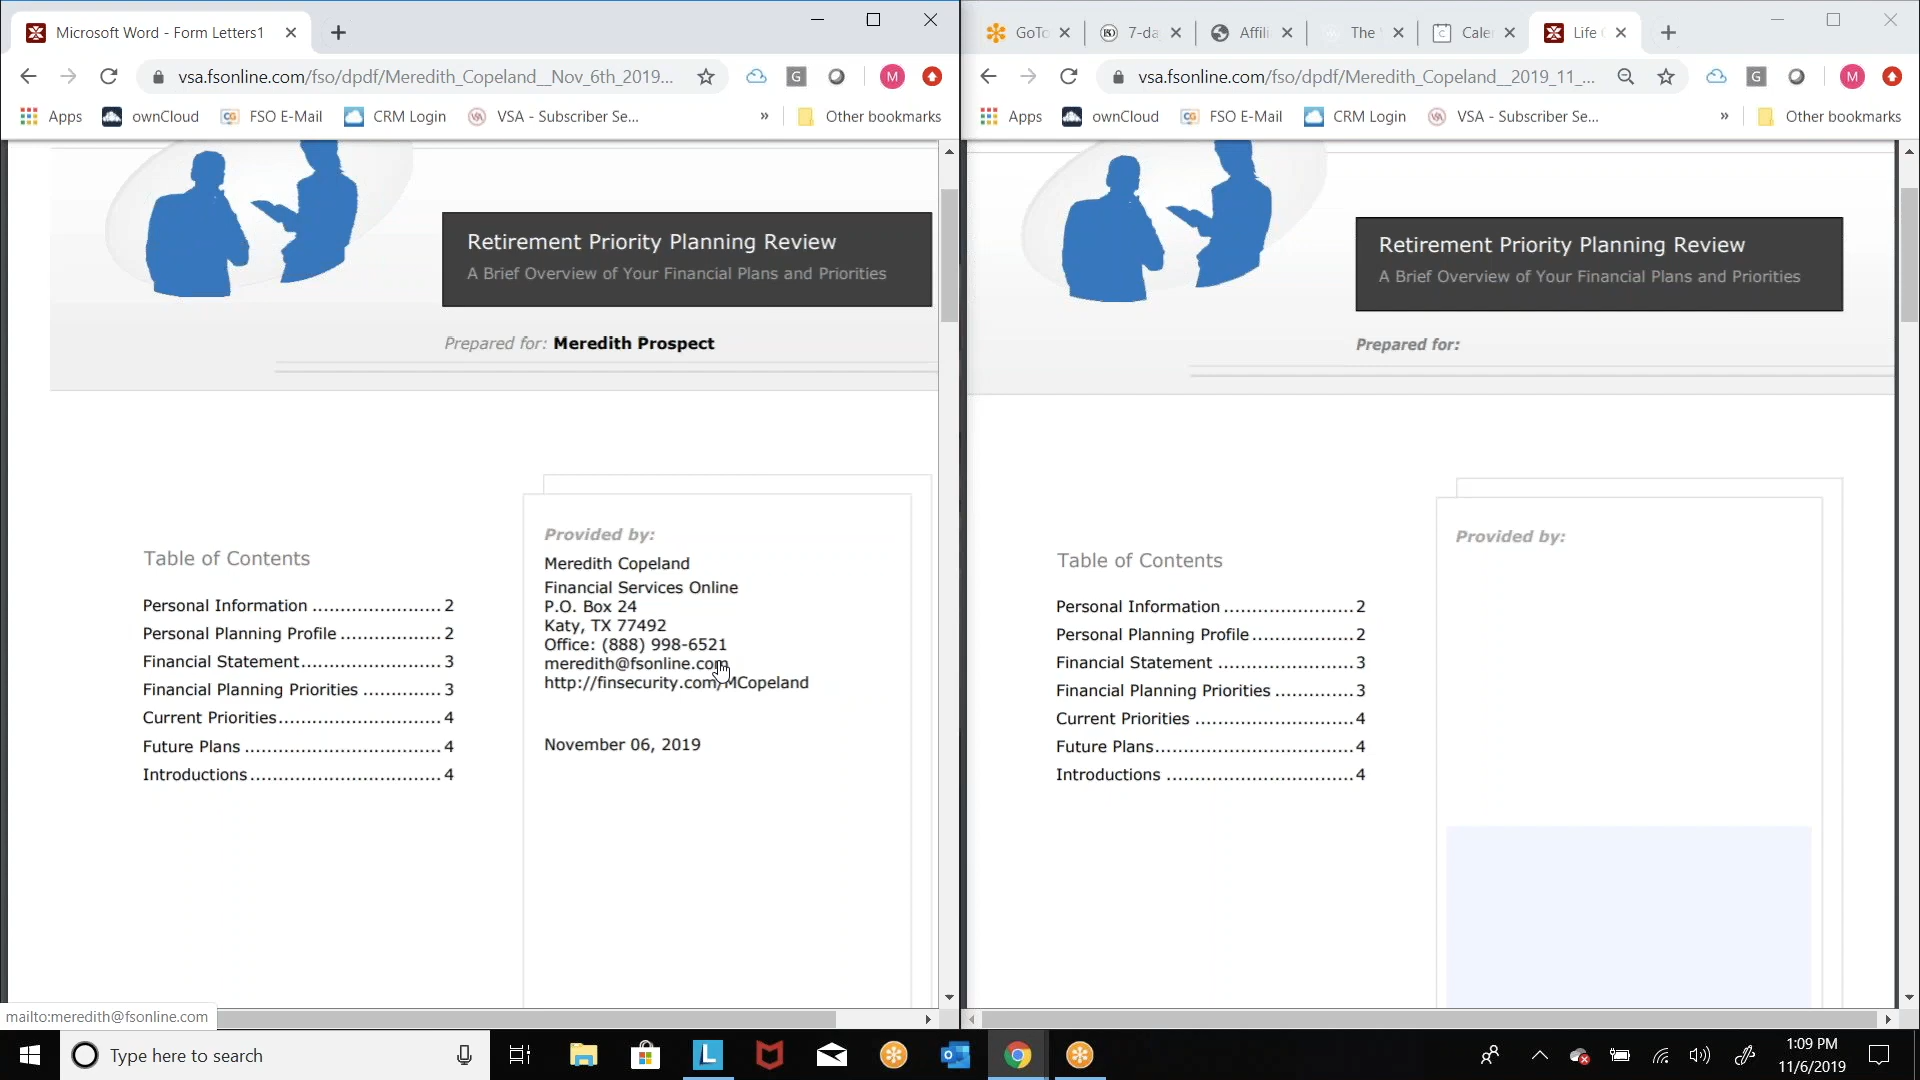 Microsoft Word - Form Letters1
vsa.fsonline.com/fso/dpdf/Meredith_Copeland__Nov_6th_2019...
G
M
Apps
ownCloud
CG
FSO E-Mail
CRM Login
VSA - Subscriber Se...
»
Other bookmarks
Retirement Priority Planning Review
A Brief Overview of Your Financial Plans and Priorities
Prepared for: Meredith Prospect
Table of Contents
Personal Information ....................... 2
Personal Planning Profile .................. 2
Financial Statement......................... 3
Financial Planning Priorities .............. 3
Current Priorities.......................... 4
Future Plans ............................... 4
Introductions............................... 4
Provided by:
Meredith Copeland
Financial Services Online
P.O. Box 24
Katy, TX 77492
Office: (888) 998-6521
meredith@fsonline.com
http://finsecurity.com/MCopeland
November 06, 2019
mailto:meredith@fsonline.com
GoTo
7-da
Affili
The
Caler
Life
vsa.fsonline.com/fso/dpdf/Meredith_Copeland__2019_11_...
G
M
Apps
ownCloud
CG
FSO E-Mail
CRM Login
VSA - Subscriber Se...
»
Other bookmarks
Retirement Priority Planning Review
A Brief Overview of Your Financial Plans and Priorities
Prepared for:
Table of Contents
Personal Information ....................... 2
Personal Planning Profile .................. 2
Financial Statement ........................ 3
Financial Planning Priorities .............. 3
Current Priorities ......................... 4
Future Plans................................ 4
Introductions .............................. 4
Provided by:
Type here to search
L
1:09 PM
11/6/2019